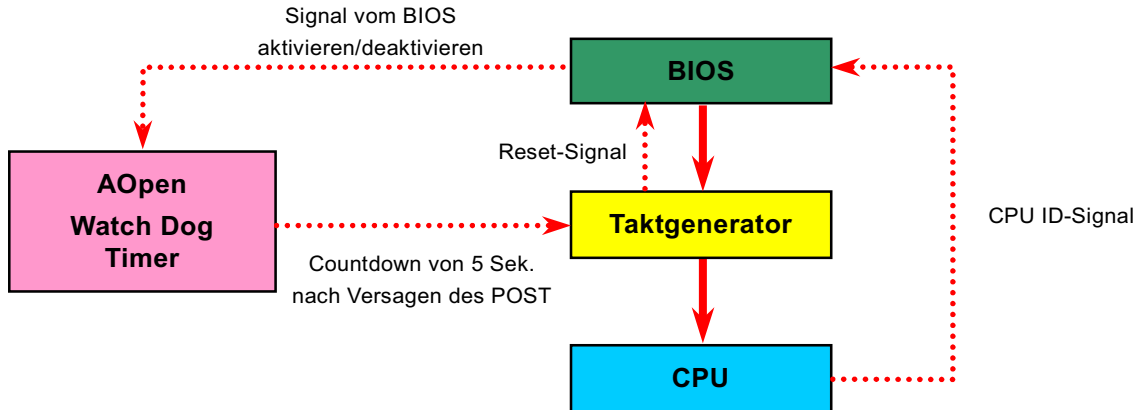 Signal vom BIOS
aktivieren/deaktivieren
BIOS
Reset-Signal
AOpen
Watch Dog
Timer
Taktgenerator
CPU ID-Signal
Countdown von 5 Sek.
nach Versagen des POST
CPU